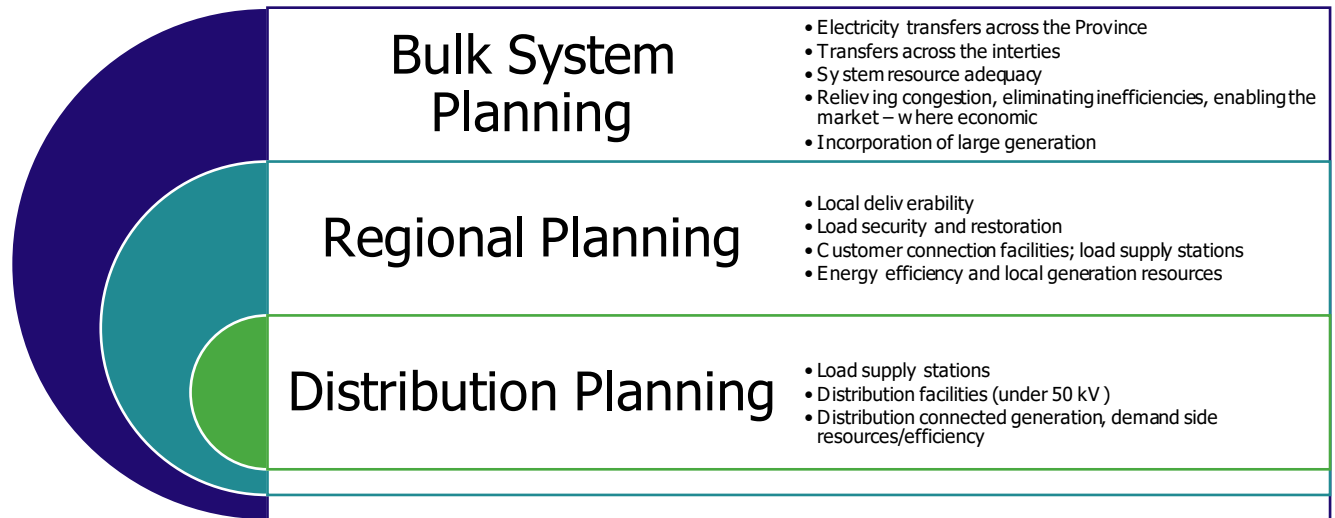 Bulk System
Planning
• Electricity transfers across the Province
• Transfers across the interties
• System resource adequacy
• Relieving congestion, eliminating inefficiencies, enabling the
market – where economic
• Incorporation of large generation
Regional Planning
• Local deliverability
• Load security and restoration
• Customer connection facilities; load supply stations
• Energy efficiency and local generation resources
Distribution Planning
• Load supply stations
• Distribution facilities (under 50 kV)
• Distribution connected generation, demand side
resources/efficiency